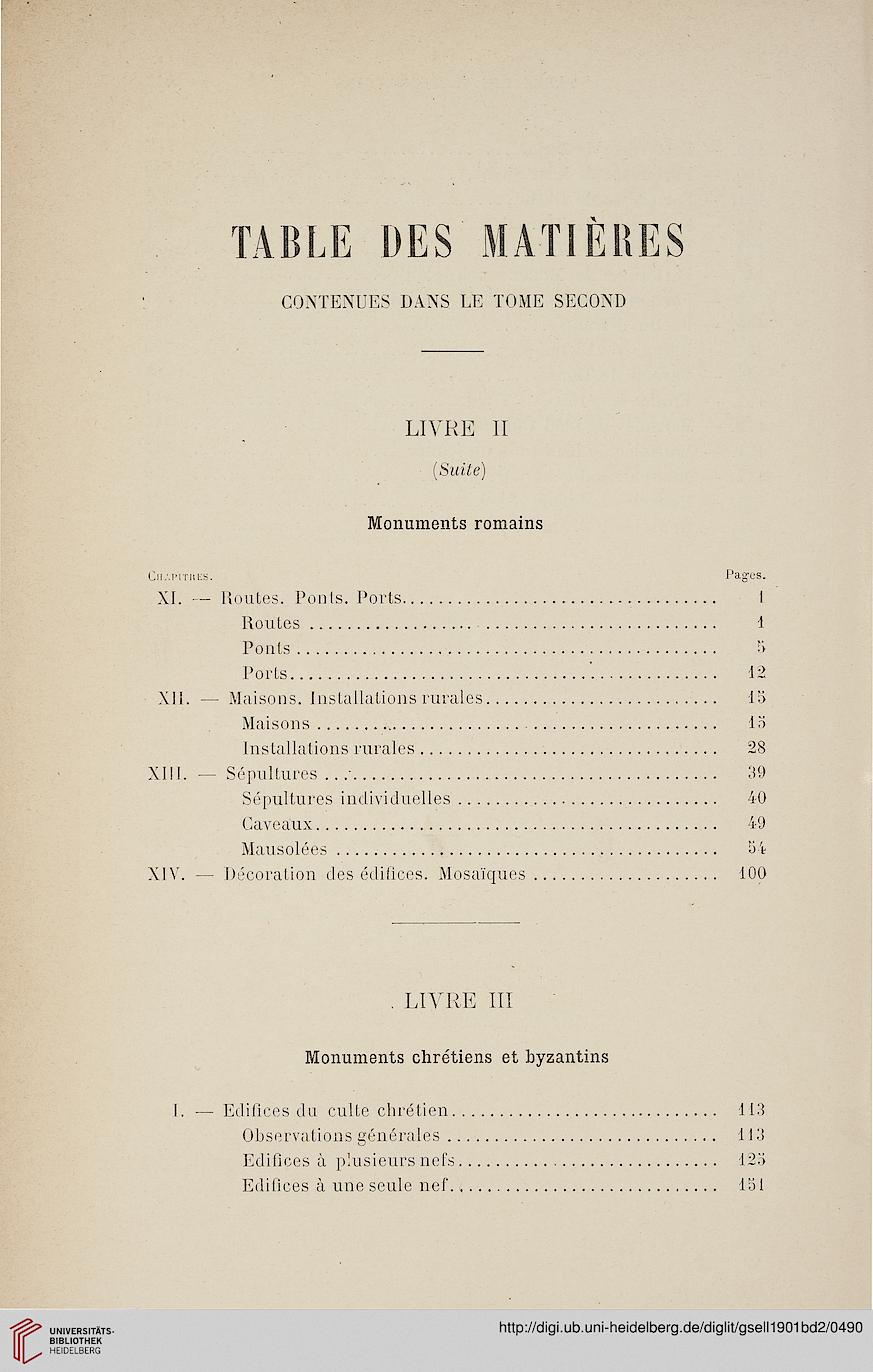 TABLE DES MATIÈRES
CONTENUES DANS LE TOME SECOND
LIVRE II
(Suite)
Monuments romains
CHAPITRES. Pages.
XI. — Routes. Ponts. Ports 1
Routes 1
Ponts 5
Ports 12
XII. — Maisons. Installations rurales 15
Maisons 15
Installations rurales 28
XIII. — Sépultures 39
Sépultures individuelles 40
Caveaux 49
Mausolées 54
XIV. — Décoration des édifices. Mosaïques 100
LIVRE III
Monuments chrétiens et byzantins
I. — Edifices du culte chrétien 113
Observations générales 113
Edifices à plusieurs nefs 125
Edifices à une seule nef 151
UNIVERSITÄTS-
BIBLIOTHEK
HEIDELBERG
http://digi.ub.uni-heidelberg.de/diglit/gsell1901bd2/0490